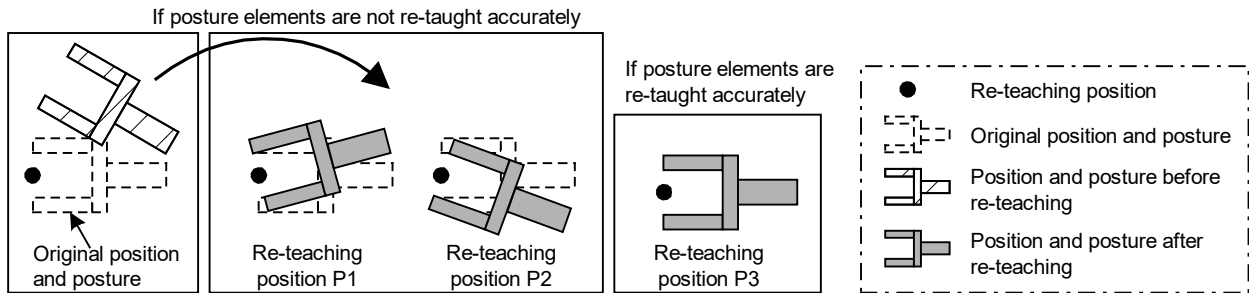 If posture elements are not re-taught accurately
Original position
and posture
Re-teaching
position P1
Re-teaching
position P2
If posture elements are
re-taught accurately
Re-teaching
position P3
Re-teaching position
Original position and posture
Position and posture before
re-teaching
Position and posture after
re-teaching